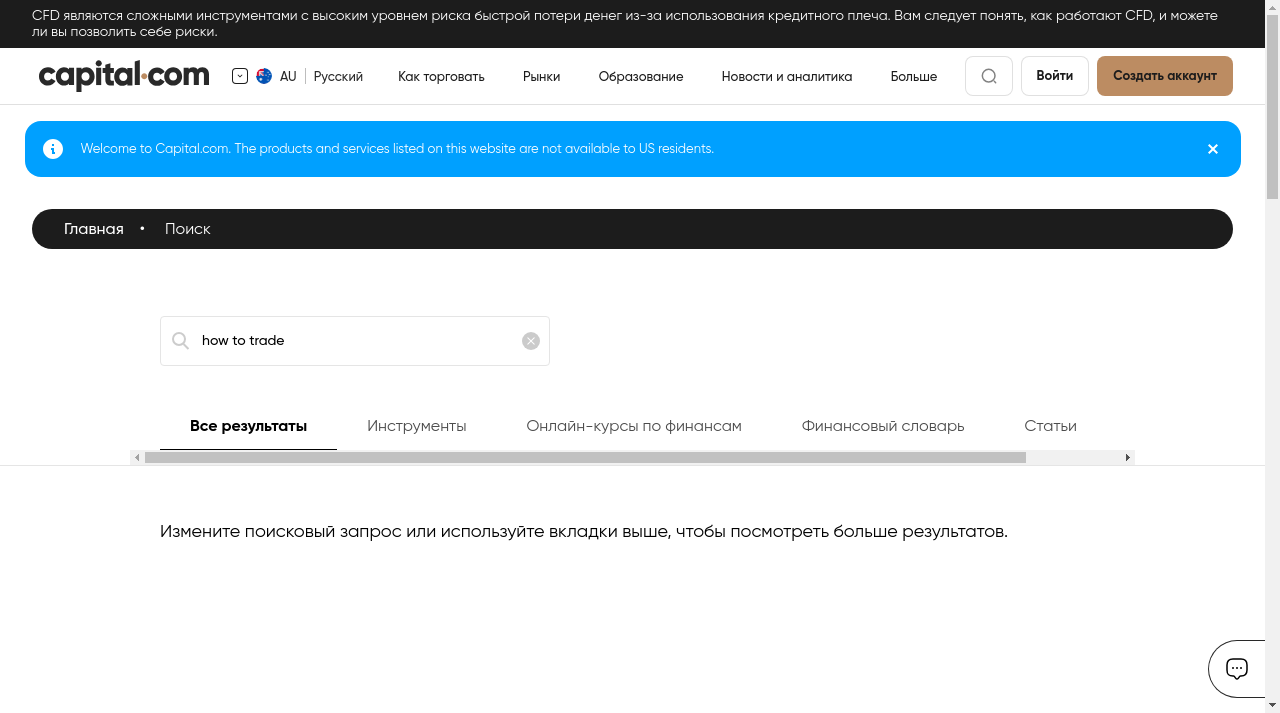 CFD являются сложными инструментами с высоким уровнем риска быстрой потери денег из-за использования кредитного плеча. Вам следует понять, как работают CFD, и можете
ли вы позволить себе риски.
capital.com AU Русский Как торговать Рынки Образование Новости и аналитика Больше Войти Создать аккаунт
Welcome to Capital.com. The products and services listed on this website are not available to US residents.
Главная • Поиск
how to trade
Все результаты Инструменты Онлайн-курсы по финансам Финансовый словарь Статьи
Измените поисковый запрос или используйте вкладки выше, чтобы посмотреть больше результатов.